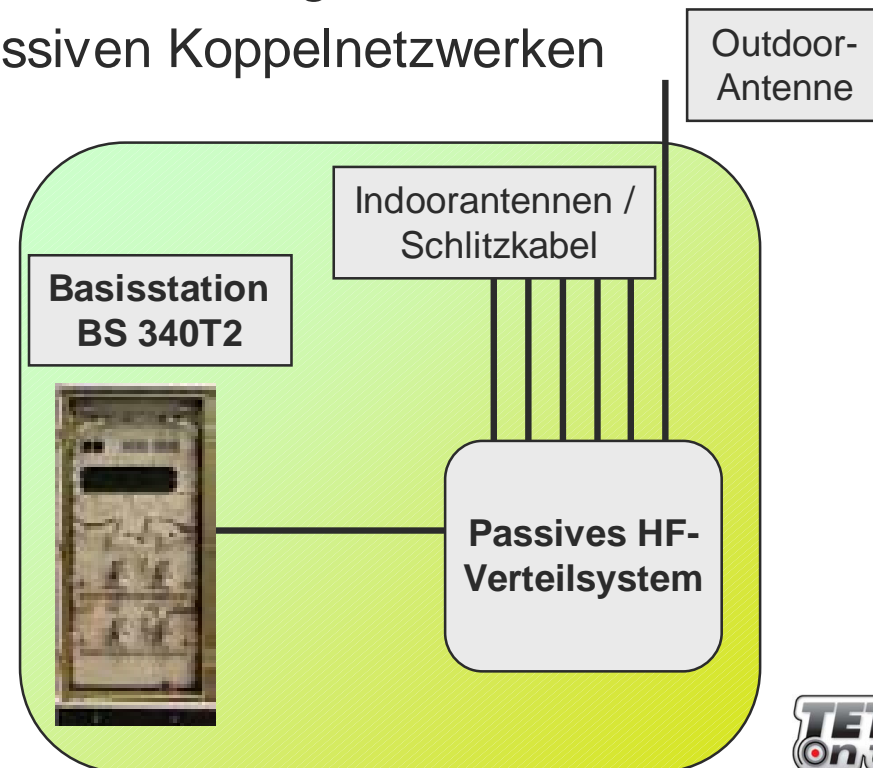 ssiven Koppelnetzwerken
Outdoor-
Antenne
Indoorantennen /
Schlitzkabel
Basisstation
BS 340T2
Passives HF-
Verteilsystem